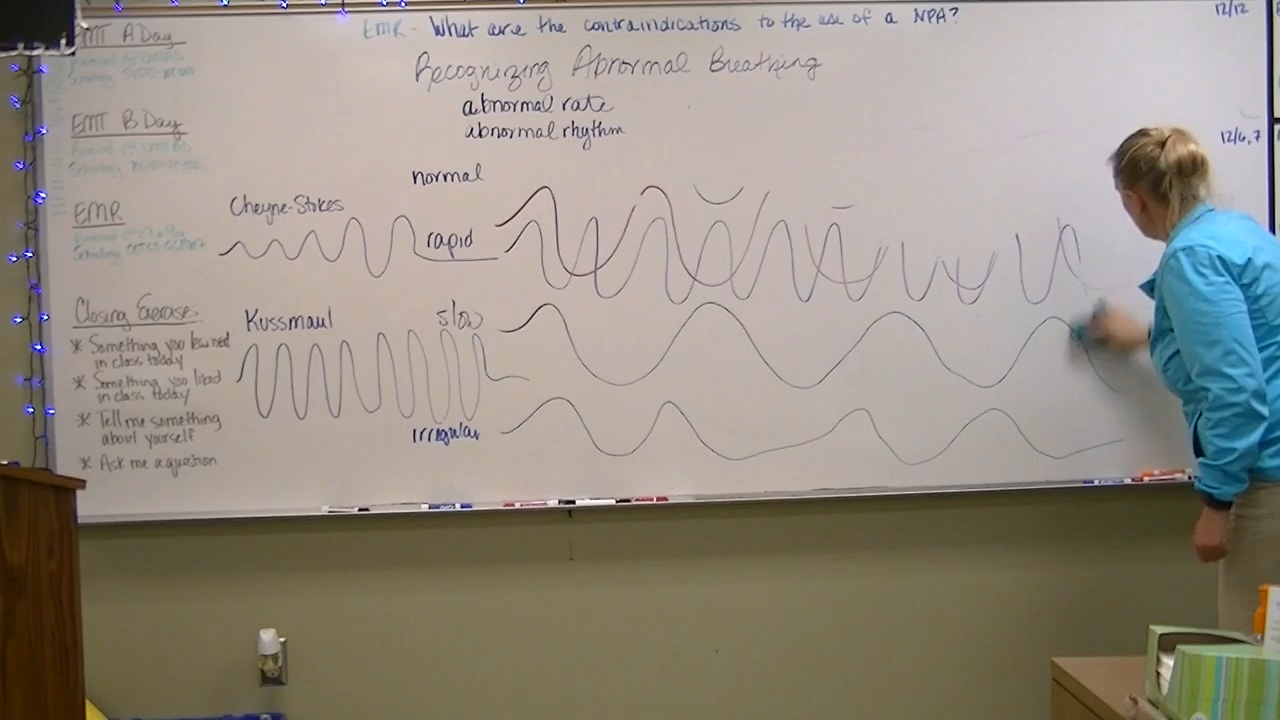 12/12
EMR - What are the contraindications to the use of a NPA?
EMT A Day
Recognizing Abnormal Breathing
abnormal rate
abnormal rhythm
EMT B Day
12/6,7
normal
EMR
Cheyne-Stokes
rapid
Closing Exercises:
Kussmaul
slow
* Something you learned
in class today
* Something you liked
in class today
* Tell me something
about yourself
irregular
* Ask me a question